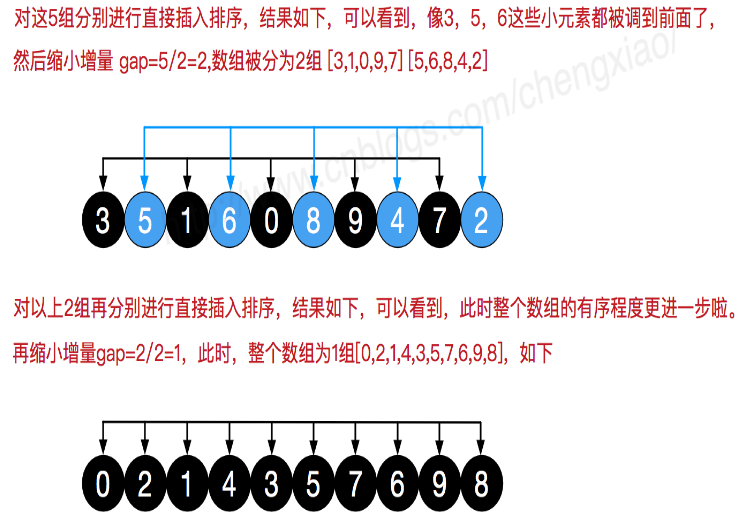 对这5组分别进行直接插入排序，结果如下，可以看到，像3，5，6这些小元素都被调到前面了，
然后缩小增量 gap=5/2=2,数组被分为2组 [3,1,0,9,7] [5,6,8,4,2]
www.cnblogs.com/chengxiao/
3 5 1 6 0 8 9 4 7 2
对以上2组再分别进行直接插入排序，结果如下，可以看到，此时整个数组的有序程度更进一步啦。
再缩小增量gap=2/2=1，此时，整个数组为1组[0,2,1,4,3,5,7,6,9,8]，如下
0 2 1 4 3 5 7 6 9 8